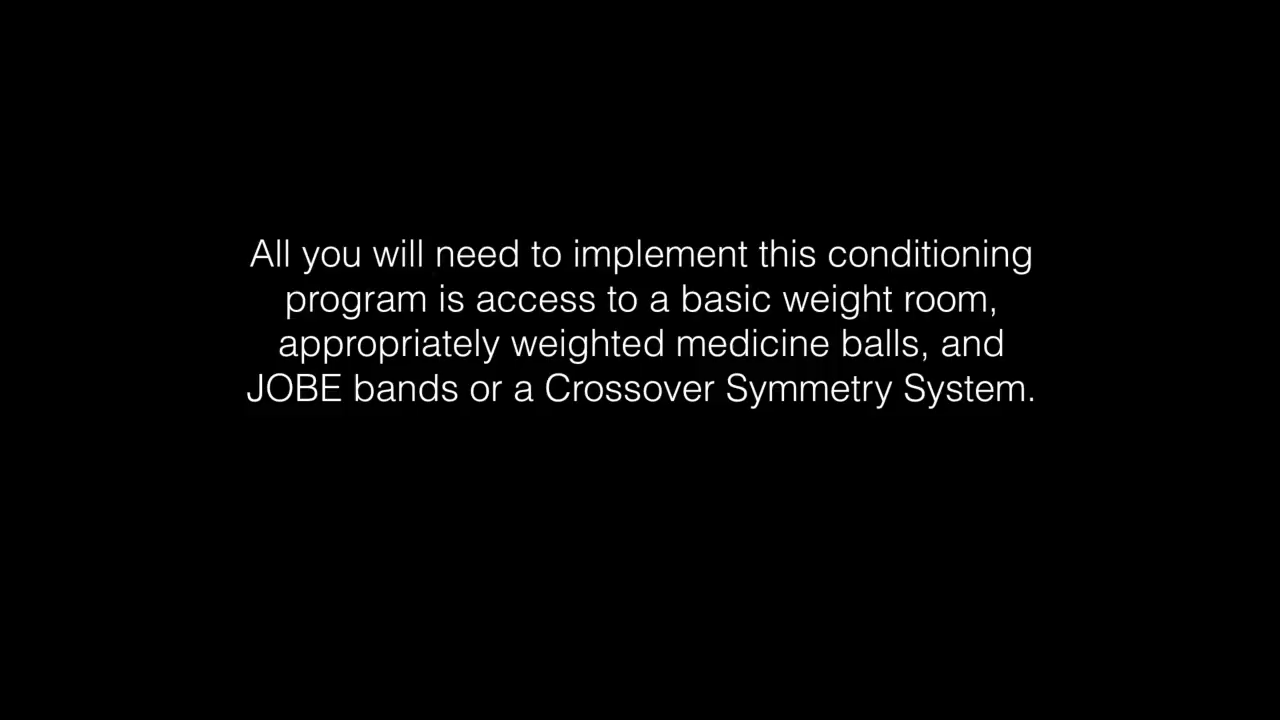 All you will need to implement this conditioning
program is access to a basic weight room,
appropriately weighted medicine balls, and
JOBE bands or a Crossover Symmetry System.